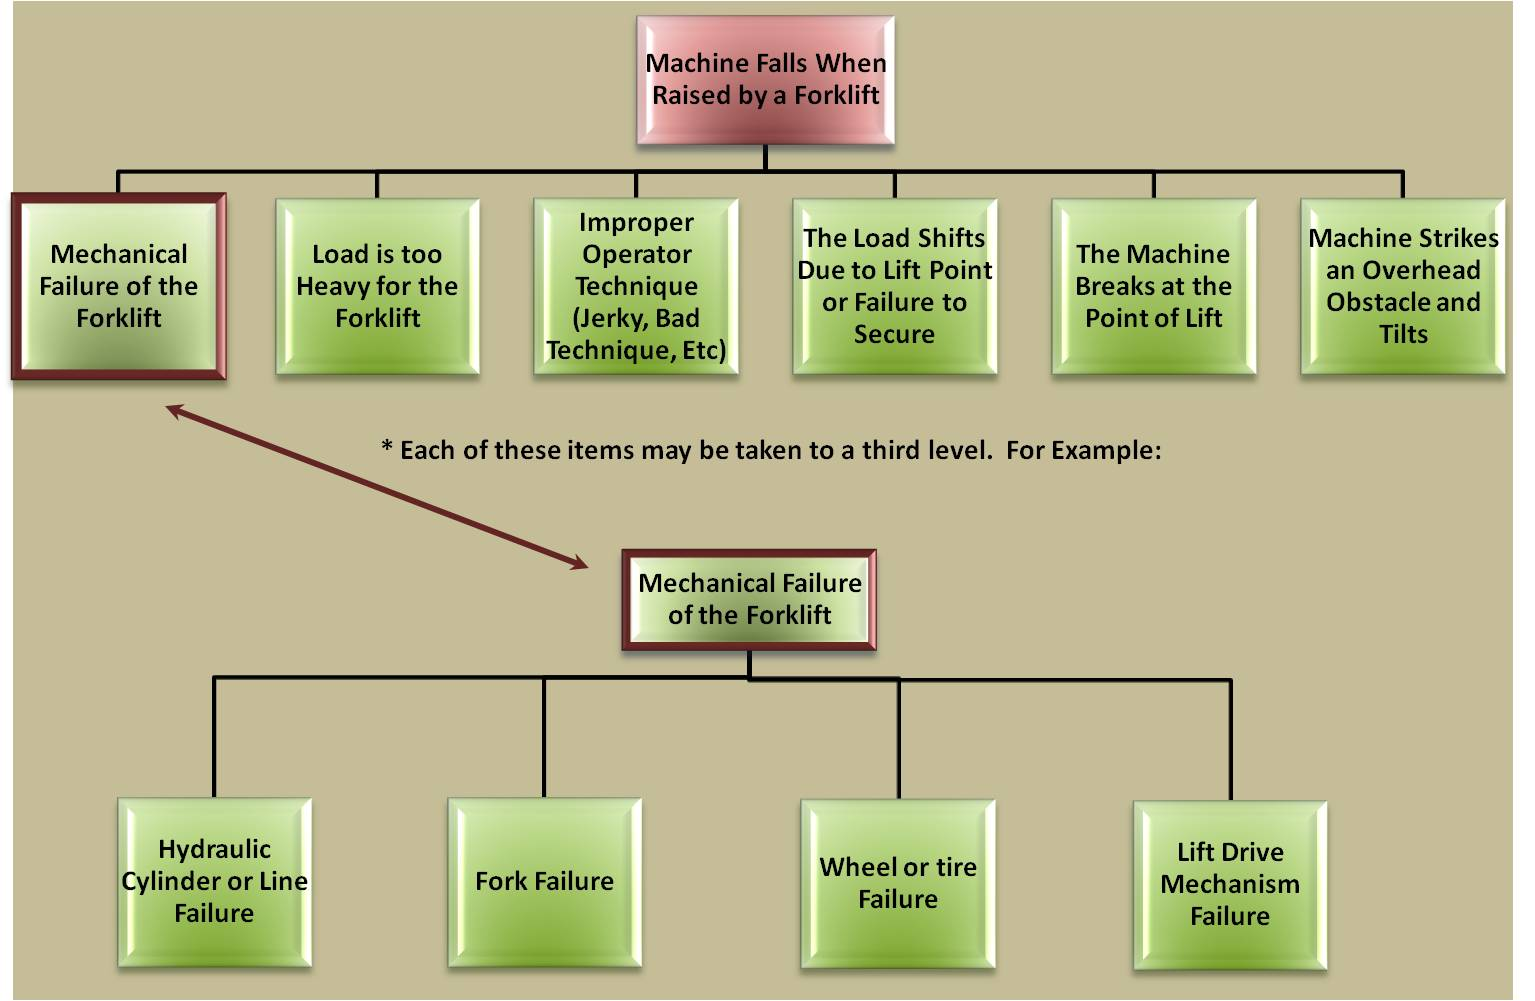 Machine Falls When
Raised by a Forklift
Mechanical
Failure of the
Forklift
Load is too
Heavy for the
Forklift
Improper
Operator
Technique
(Jerky, Bad
Technique, Etc)
The Load Shifts
Due to Lift Point
or Failure to
Secure
The Machine
Breaks at the
Point of Lift
Machine Strikes
an Overhead
Obstacle and
Tilts
* Each of these items may be taken to a third level.  For Example:
Mechanical Failure
of the Forklift
Hydraulic
Cylinder or Line
Failure
Fork Failure
Wheel or tire
Failure
Lift Drive
Mechanism
Failure